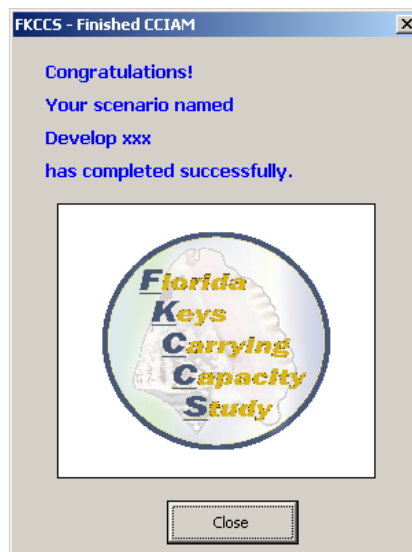 FKCCS - Finished CCIAM
Congratulations!
Your scenario named
Develop xxx
has completed successfully.
Florida
Keys
Carrying
Capacity
Study
Close